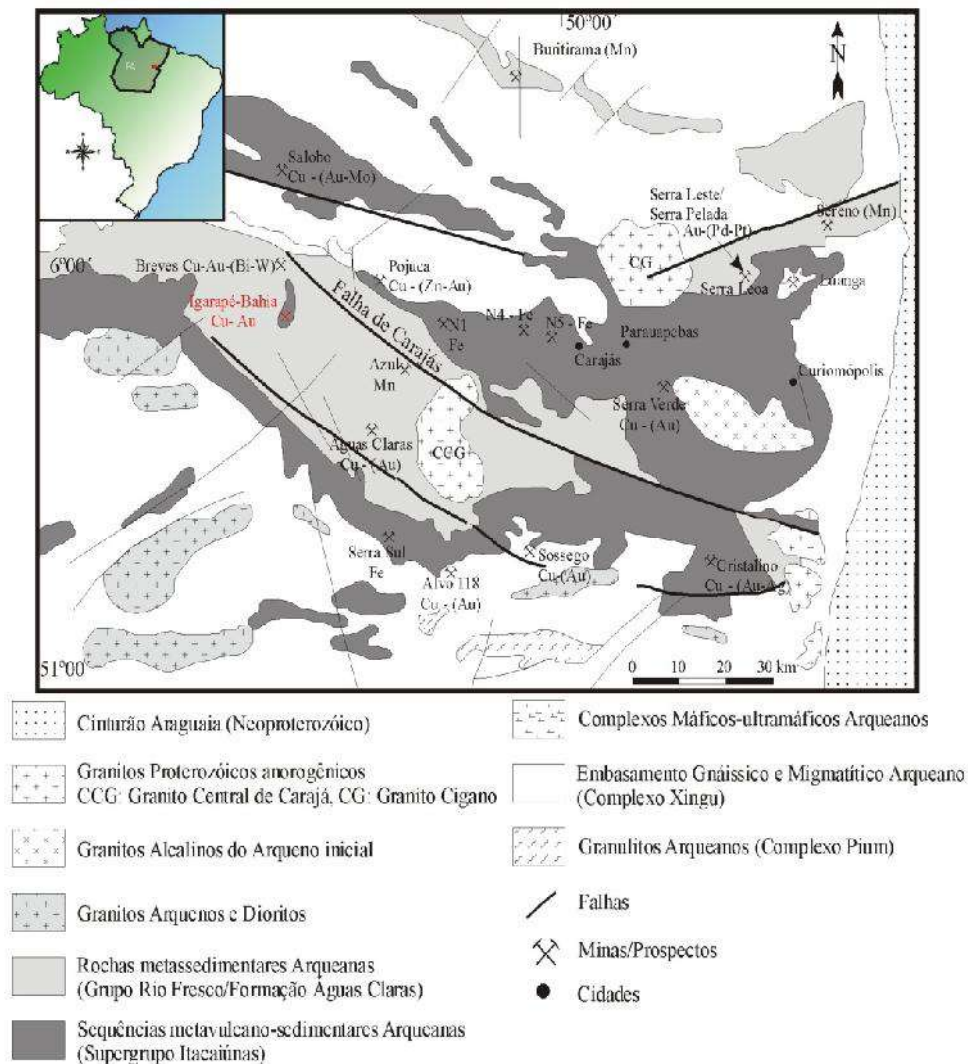 50°00´
PA
N
Buritirama (Mn)
Salobo
Cu - (Au-Mo)
Serra Leste/
Serra Pelada
Au-(Pd-Pt)
Sereno (Mn)
6°00´
Breves Cu-Au-(Bi-W)
Pojuca
Cu - (Zn-Au)
CG
Serra Leoa
Luanga
Igarapé-Bahia
Cu- Au
Falha de Carajás
N1
Fe
N4 - Fe
N5 - Fe
Parauapebas
Carajás
Azul
Mn
Curiomópolis
Serra Verde
Cu - (Au)
Águas Claras
Cu - (Au)
CCG
Serra Sul
Fe
Sossego
Cu-(Au)
Cristalino
Cu - (Au-Ag)
Alvo 118
Cu - (Au)
51°00
0 10 20 30 km
Cinturão Araguaia (Neoproterozóico)
Granitos Proterozóicos anorogênicos
CCG: Granito Central de Carajá, CG: Granito Cigano
Granitos Alcalinos do Arqueno inicial
Granitos Arquenos e Dioritos
Rochas metassedimentares Arqueanas
(Grupo Rio Fresco/Formação Águas Claras)
Sequências metavulcano-sedimentares Arqueanas
(Supergrupo Itacaiúnas)
Complexos Máficos-ultramáficos Arqueanos
Embasamento Gnáissico e Migmatítico Arqueano
(Complexo Xingu)
Granulitos Arqueanos (Complexo Pium)
Falhas
Minas/Prospectos
Cidades